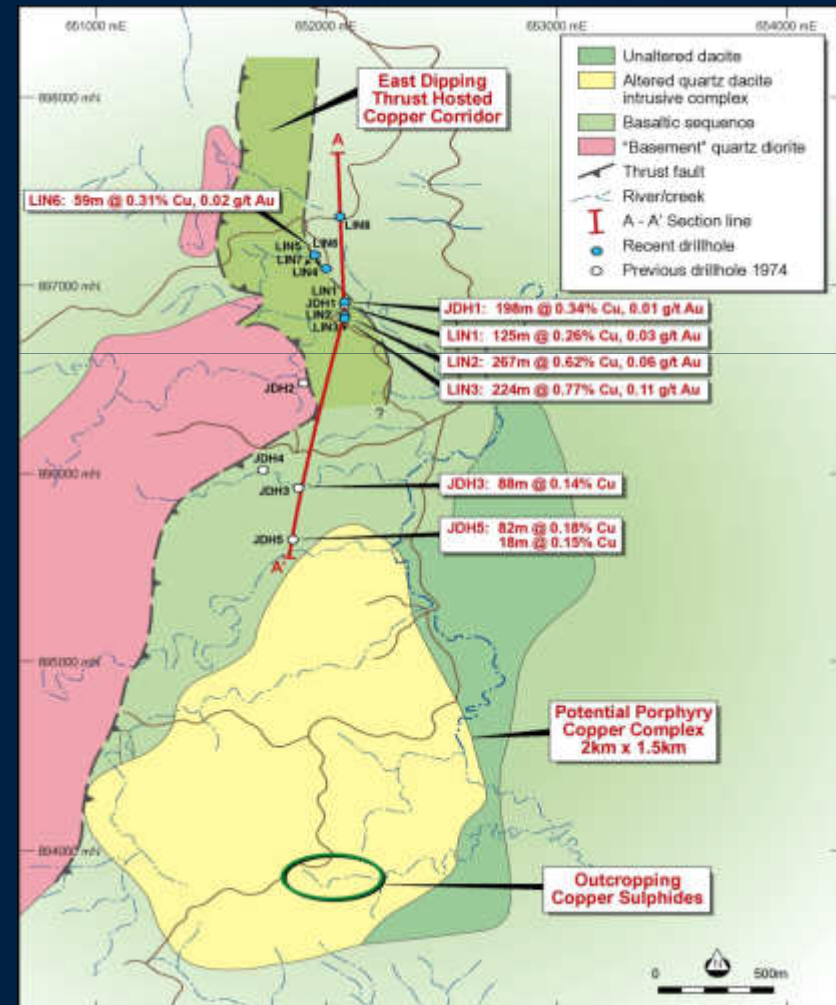 651000 mE
652000 mE
653000 mE
654000 mE
898000 mN
897000 mN
896000 mN
895000 mN
894000 mN
East Dipping
Thrust Hosted
Copper Corridor
Unaltered dacite
Altered quartz dacite
intrusive complex
Basaltic sequence
"Basement" quartz diorite
Thrust fault
River/creek
A - A' Section line
Recent drillhole
Previous drillhole 1974
A
LIN6: 59m @ 0.31% Cu, 0.02 g/t Au
LIN8
LIN5
LIN6
LIN7
LIN4
LIN1
JDH1
LIN2
LIN3
JDH1: 198m @ 0.34% Cu, 0.01 g/t Au
LIN1: 125m @ 0.26% Cu, 0.03 g/t Au
LIN2: 267m @ 0.62% Cu, 0.06 g/t Au
LIN3: 224m @ 0.77% Cu, 0.11 g/t Au
JDH2
?
JDH4
JDH3
JDH3: 88m @ 0.14% Cu
JDH5
JDH5: 82m @ 0.18% Cu
18m @ 0.15% Cu
A'
Potential Porphyry
Copper Complex
2km x 1.5km
Outcropping
Copper Sulphides
N
0
500m